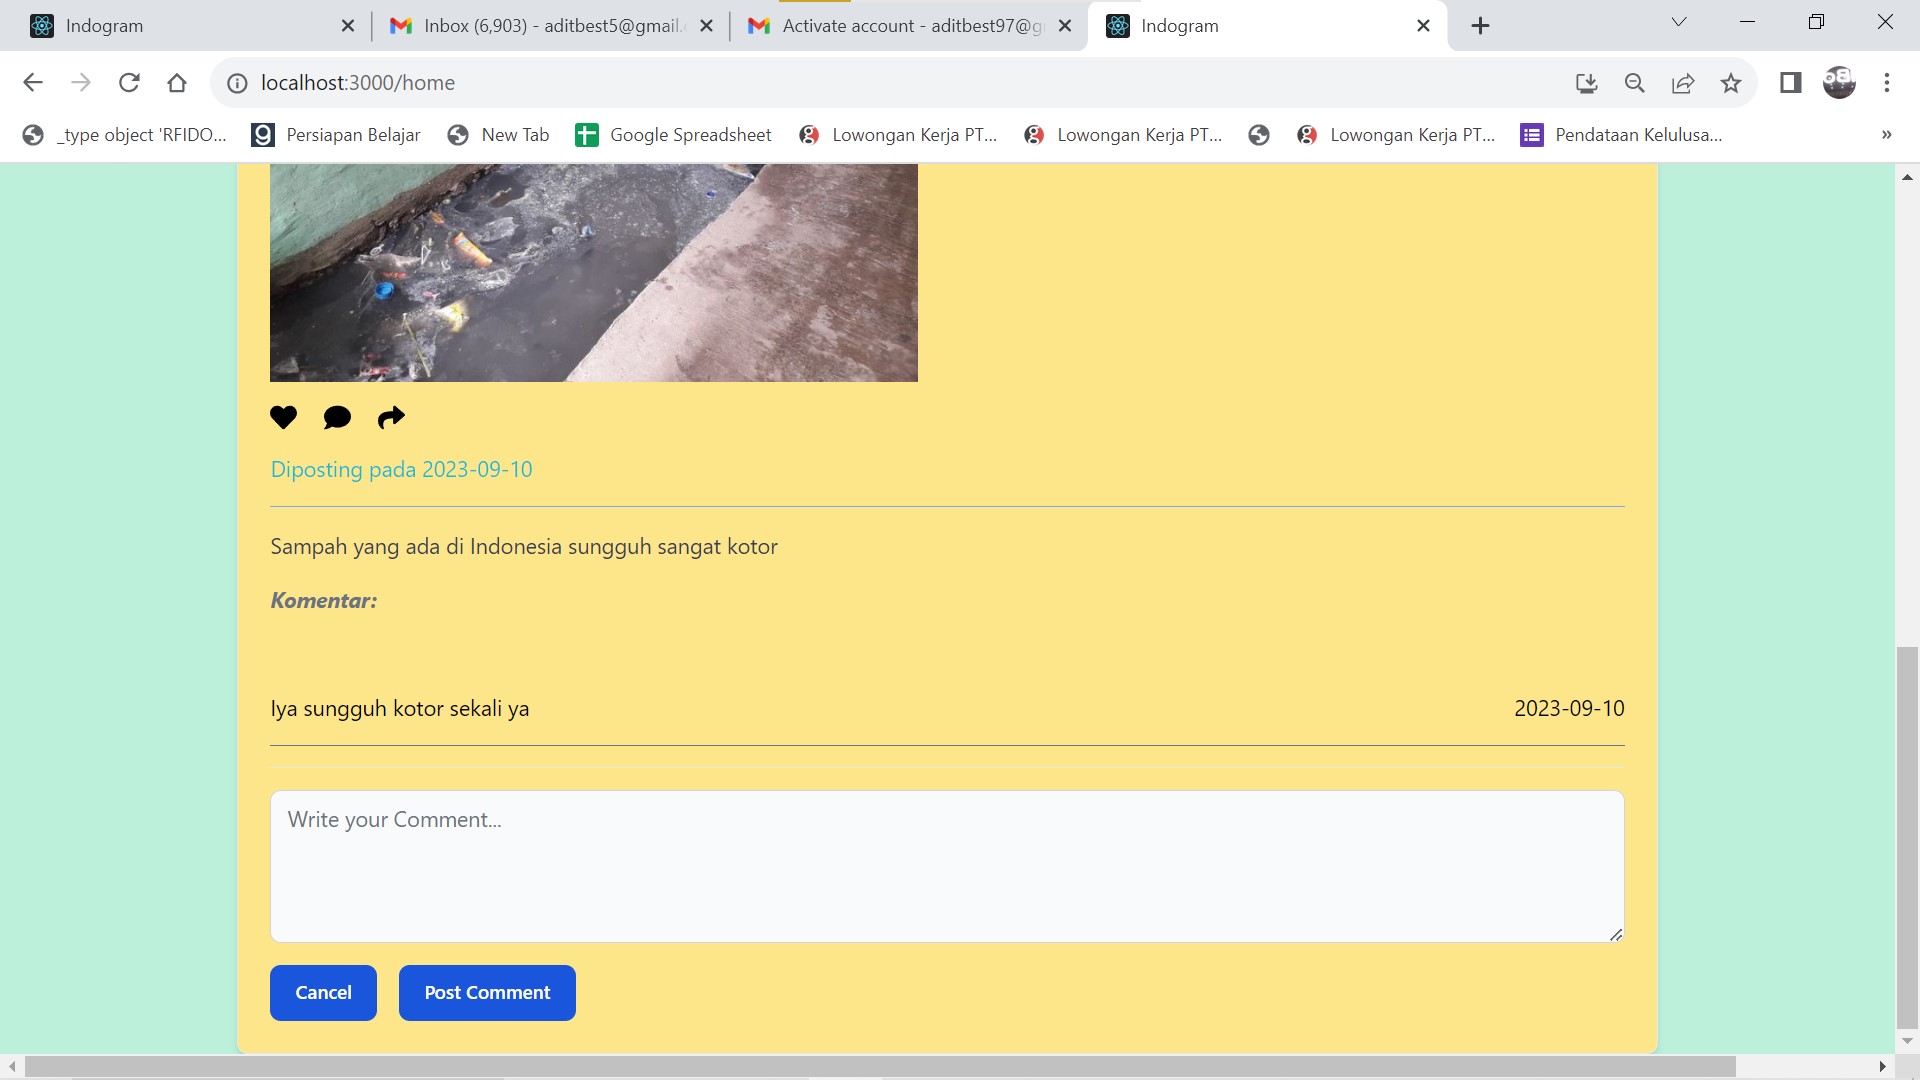 Indogram
Inbox (6,903) - aditbest5@gmail.
Activate account - aditbest97@g
Indogram
localhost:3000/home
_type object 'RFIDO...
Persiapan Belajar
New Tab
Google Spreadsheet
Lowongan Kerja PT...
Lowongan Kerja PT...
Lowongan Kerja PT...
Pendataan Kelulusa...
»
Diposting pada 2023-09-10
Sampah yang ada di Indonesia sungguh sangat kotor
Komentar:
Iya sungguh kotor sekali ya 2023-09-10
Write your Comment...
Cancel Post Comment